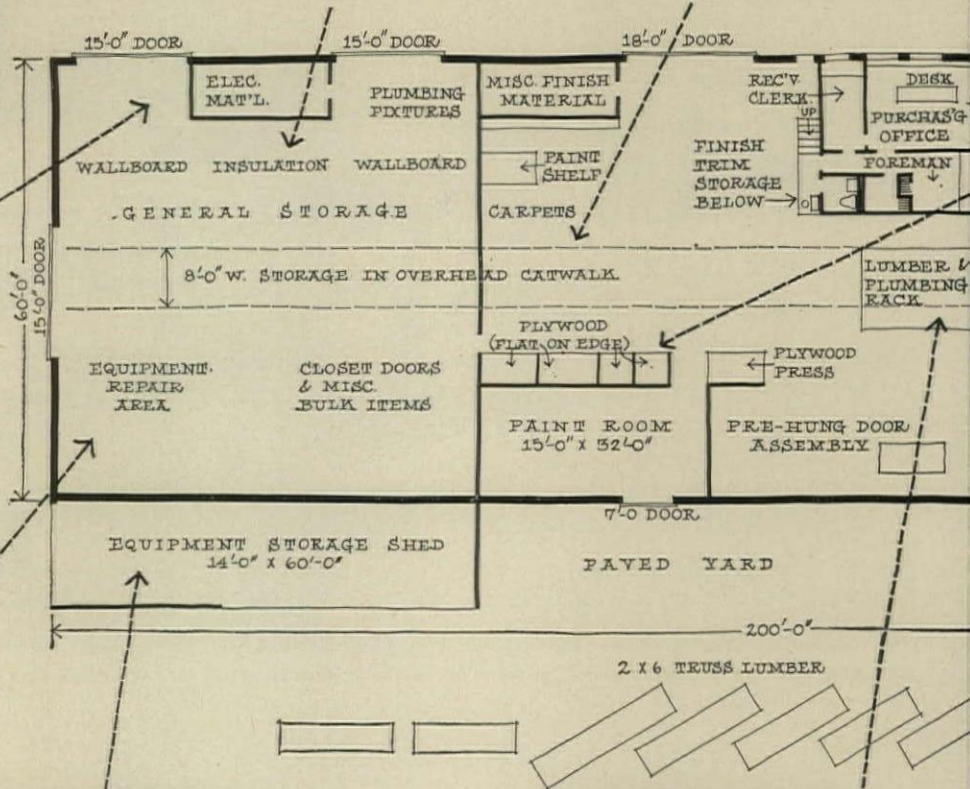 15'-0" DOOR
15'-0" DOOR
18'-0" DOOR
ELEC.
MAT'L.
PLUMBING
FIXTURES
MISC. FINISH
MATERIAL
REC'V.
CLERK.
UP
DESK
PURCHAS'G
OFFICE
FOREMAN
WALLBOARD INSULATION WALLBOARD
PAINT
SHELF
FINISH
TRIM
STORAGE
BELOW
GENERAL STORAGE
CARPETS
60'-0"
15'-0" DOOR
8'-0" W. STORAGE IN OVERHEAD CATWALK
LUMBER &
PLUMBING
RACK
PLYWOOD
(FLAT ON EDGE)
PLYWOOD
PRESS
EQUIPMENT
REPAIR
AREA
CLOSET DOORS
& MISC.
BULK ITEMS
PAINT ROOM
15'-0" X 32'-0"
PRE-HUNG DOOR
ASSEMBLY
7'-0 DOOR
EQUIPMENT STORAGE SHED
14'-0" X 60'-0"
PAVED YARD
200'-0"
2 X 6 TRUSS LUMBER